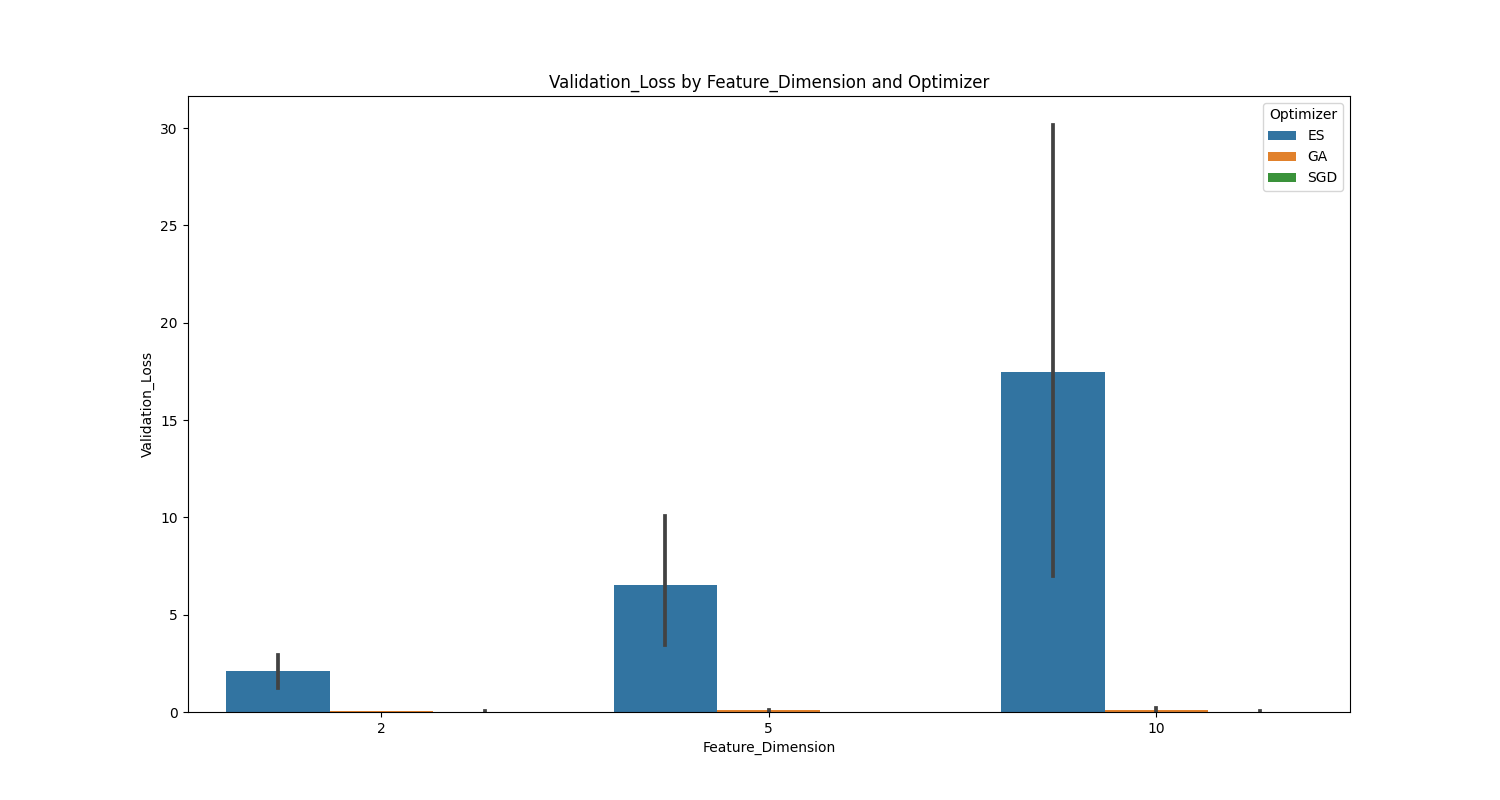 Validation_Loss by Feature_Dimension and Optimizer
Optimizer
ES
GA
SGD
30
25
20
15
10
5
0
Validation_Loss
2
5
10
Feature_Dimension